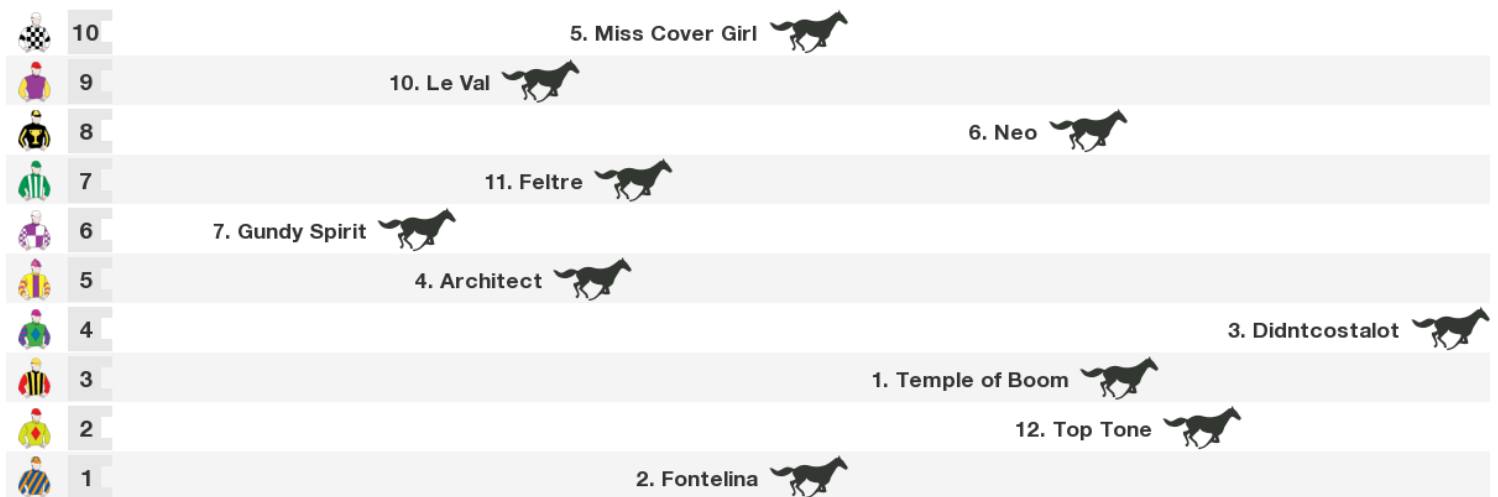 10 5. Miss Cover Girl
9 10. Le Val
8 6. Neo
7 11. Feltre
6 7. Gundy Spirit
5 4. Architect
4 3. Didntcostalot
3 1. Temple of Boom
2 12. Top Tone
1 2. Fontelina